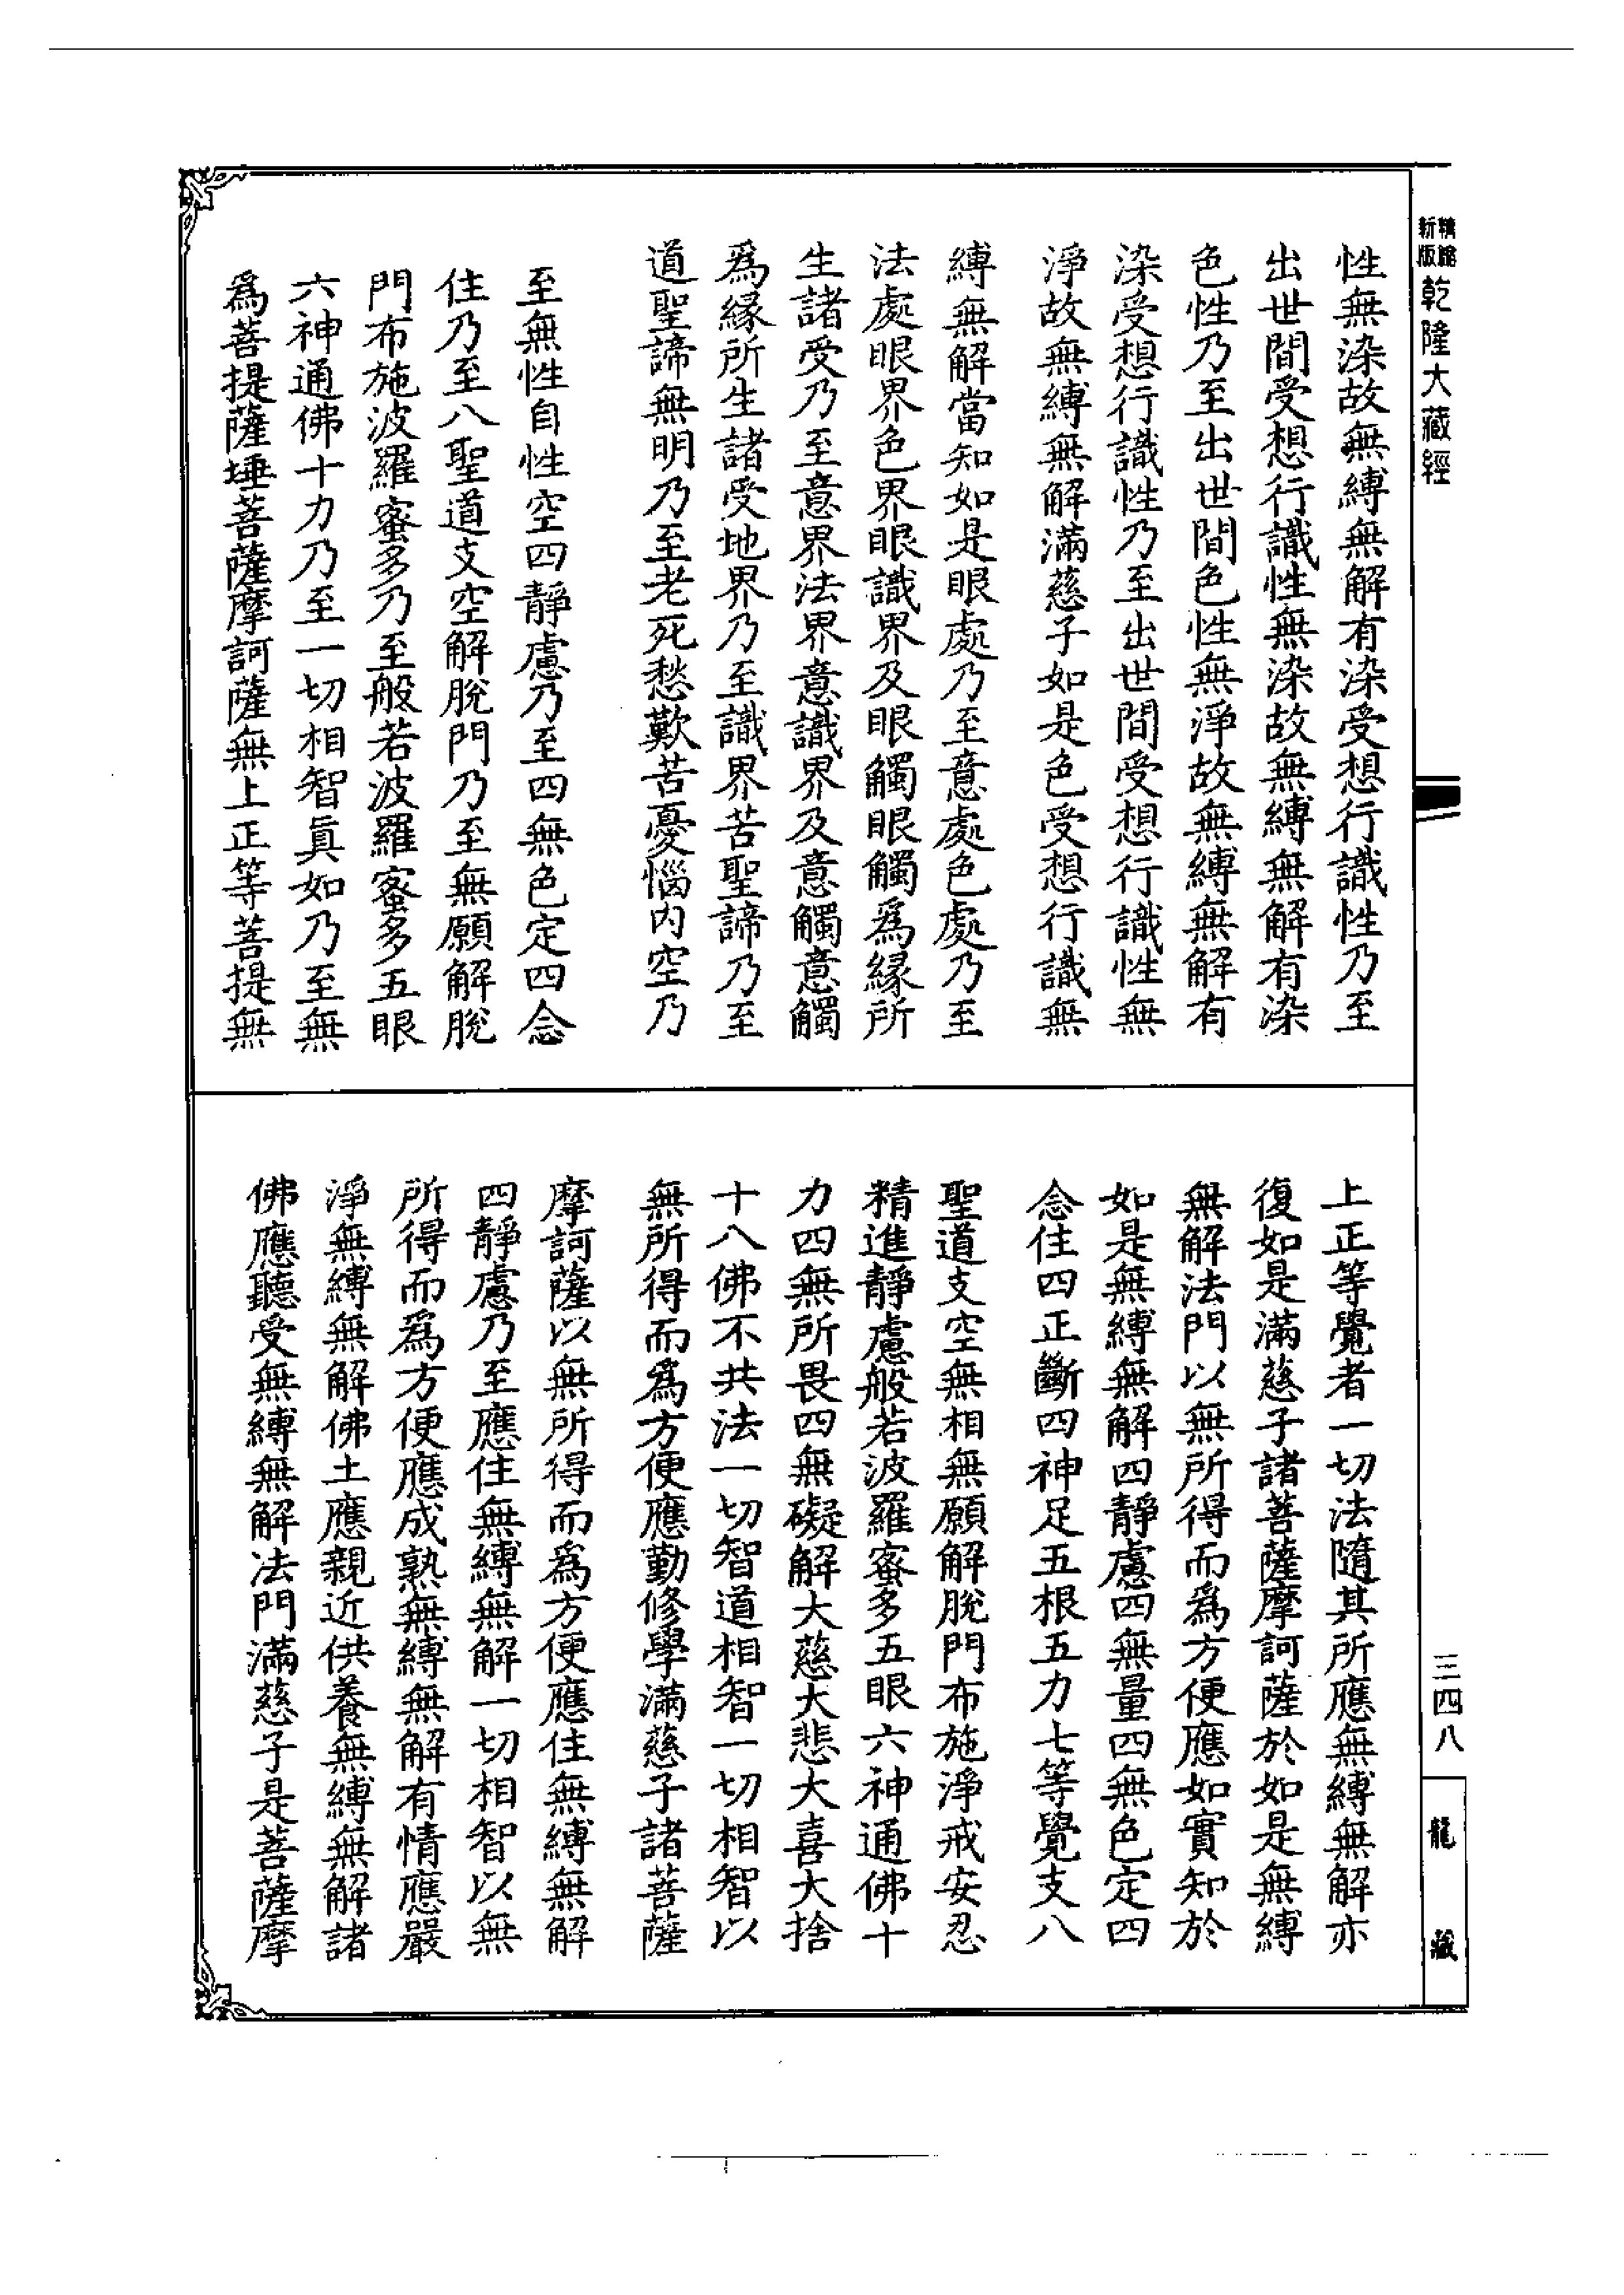 新版 精縮 乾隆大藏經
性無染故無縛無解有染受想行識性乃至
出世間受想行識性無染故無縛無解有染
色性乃至出世間色性無淨故無縛無解有
染受想行識性乃至出世間受想行識性無
淨故無縛無解滿慈子如是色受想行識無
縛無解當知如是眼處乃至意處色處乃至
法處眼界色界眼識界及眼觸眼觸爲緣所
生諸受乃至意界法界意識界及意觸意觸
爲緣所生諸受地界乃至識界苦聖諦乃至
道聖諦無明乃至老死愁歎苦憂惱內空乃
至無性自性空四靜慮乃至四無色定四念
住乃至八聖道支空解脫門乃至無願解脫
門布施波羅蜜多乃至般若波羅蜜多五眼
六神通佛十力乃至一切相智眞如乃至無
爲菩提薩埵菩薩摩訶薩無上正等菩提無
上正等覺者一切法隨其所應無縛無解亦
復如是滿慈子諸菩薩摩訶薩於如是無縛
無解法門以無所得而爲方便應如實知於
如是無縛無解四靜慮四無量四無色定四
念住四正斷四神足五根五力七等覺支八
聖道支空無相無願解脫門布施淨戒安忍
精進靜慮般若波羅蜜多五眼六神通佛十
力四無所畏四無礙解大慈大悲大喜大捨
十八佛不共法一切智道相智一切相智以
無所得而爲方便應勤修學滿慈子諸菩薩
摩訶薩以無所得而爲方便應住無縛無解
四靜慮乃至應住無縛無解一切相智以無
所得而爲方便應成熟無縛無解有情應嚴
淨無縛無解佛土應親近供養無縛無解諸
佛應聽受無縛無解法門滿慈子是菩薩摩
三四八
龍藏